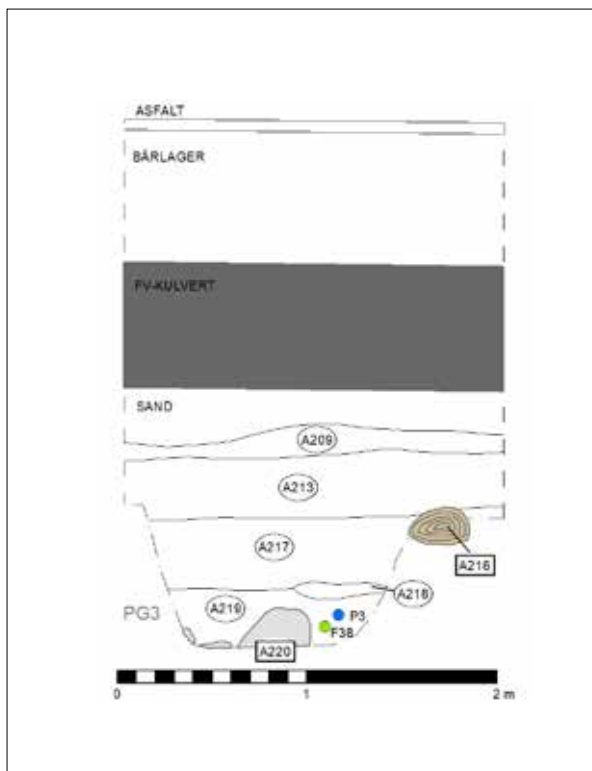 ASFALT
BÄRLAGER
FV-KULVERT
SAND
A209
A213
A217
A216
A218
A219
PG3
P3
F38
A220
0 1 2 m